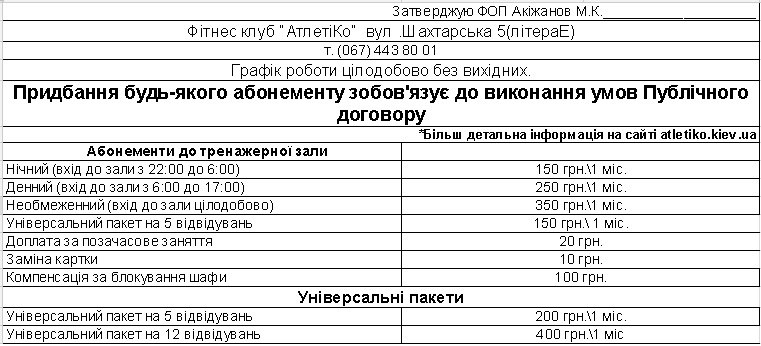 Затверджую ФОП Акіжанов М.К.____________________
Фітнес клуб "АтлетіКо" вул .Шахтарська 5(літераЕ)
т. (067) 443 80 01
Графік роботи цілодобово без вихідних.
Придбання будь-якого абонементу зобов'язує до виконання умов Публічного
договору
*Більш детальна інформація на сайті atletiko.kiev.ua
Абонементи до тренажерної зали
Нічний (вхід до зали з 22:00 до 6:00) 150 грн.\1 міс.
Денний (вхід до зали з 6:00 до 17:00) 250 грн.\1 міс.
Необмеженний (вхід до зали цілодобово) 350 грн.\1 міс.
Універсальний пакет на 5 відвідувань 150 грн.\ 1 міс.
Доплата за позачасове заняття 20 грн.
Заміна картки 10 грн.
Компенсація за блокування шафи 100 грн.
Універсальні пакети
Універсальний пакет на 5 відвідувань 200 грн.\1 міс.
Універсальний пакет на 12 відвідувань 400 грн.\1 міс